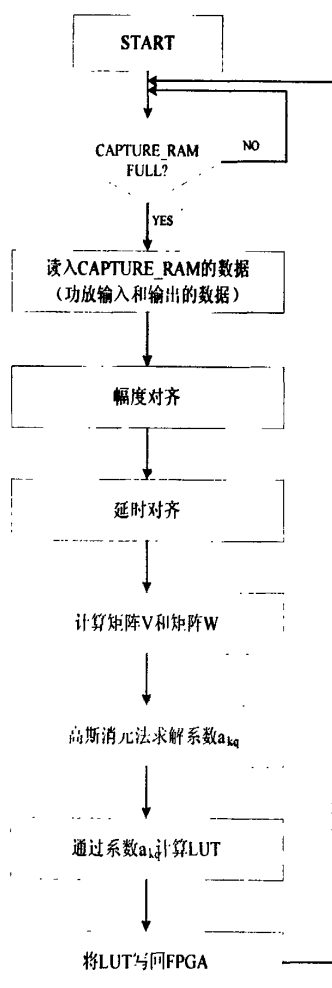 START
CAPTURE_RAM
FULL?
NO
YES
读入CAPTURE_RAM的数据
（功放输入和输出的数据）
幅度对齐
延时对齐
计算矩阵V和矩阵W
高斯消元法求解系数akq
通过系数akq计算LUT
将LUT写回FPGA